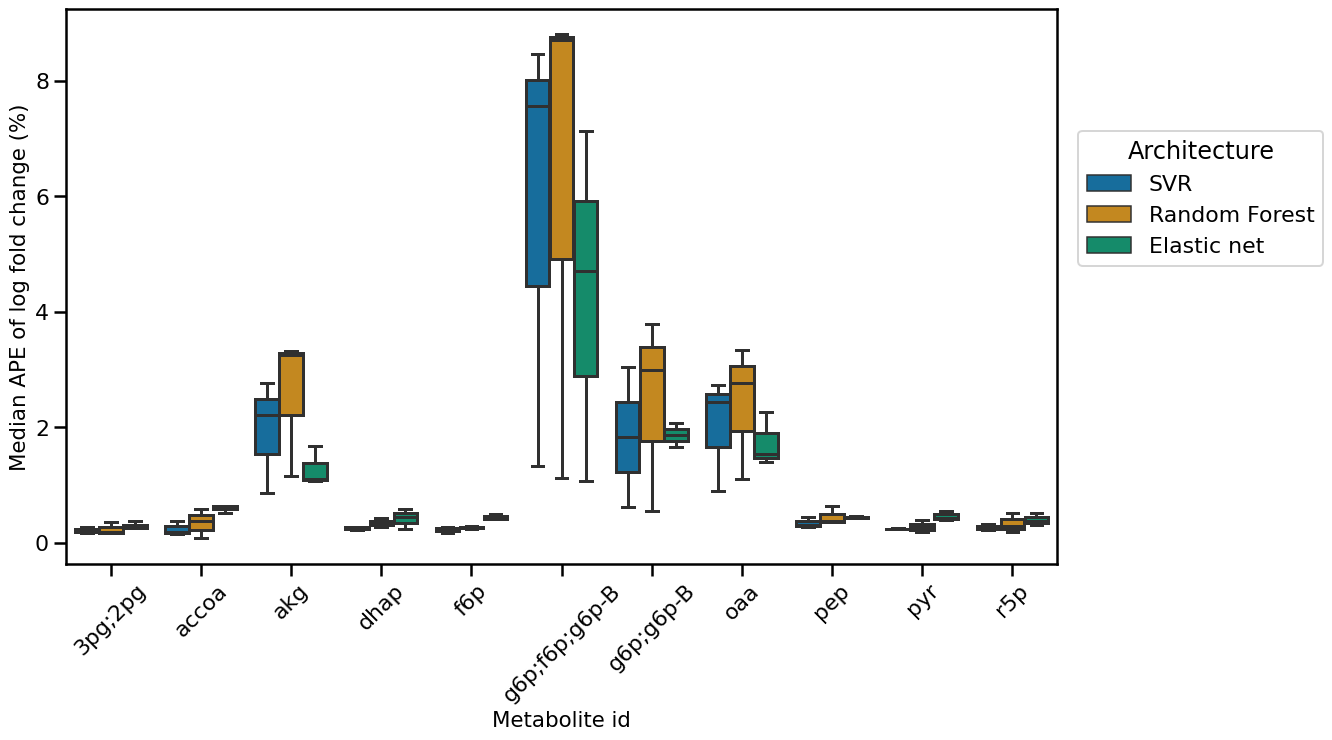 Median APE of log fold change (%)
8
6
4
2
0
3pg;2pg
accoa
akg
dhap
f6p
g6p;f6p;g6p-B
g6p;g6p-B
oaa
pep
pyr
r5p
Metabolite id
Architecture
SVR
Random Forest
Elastic net